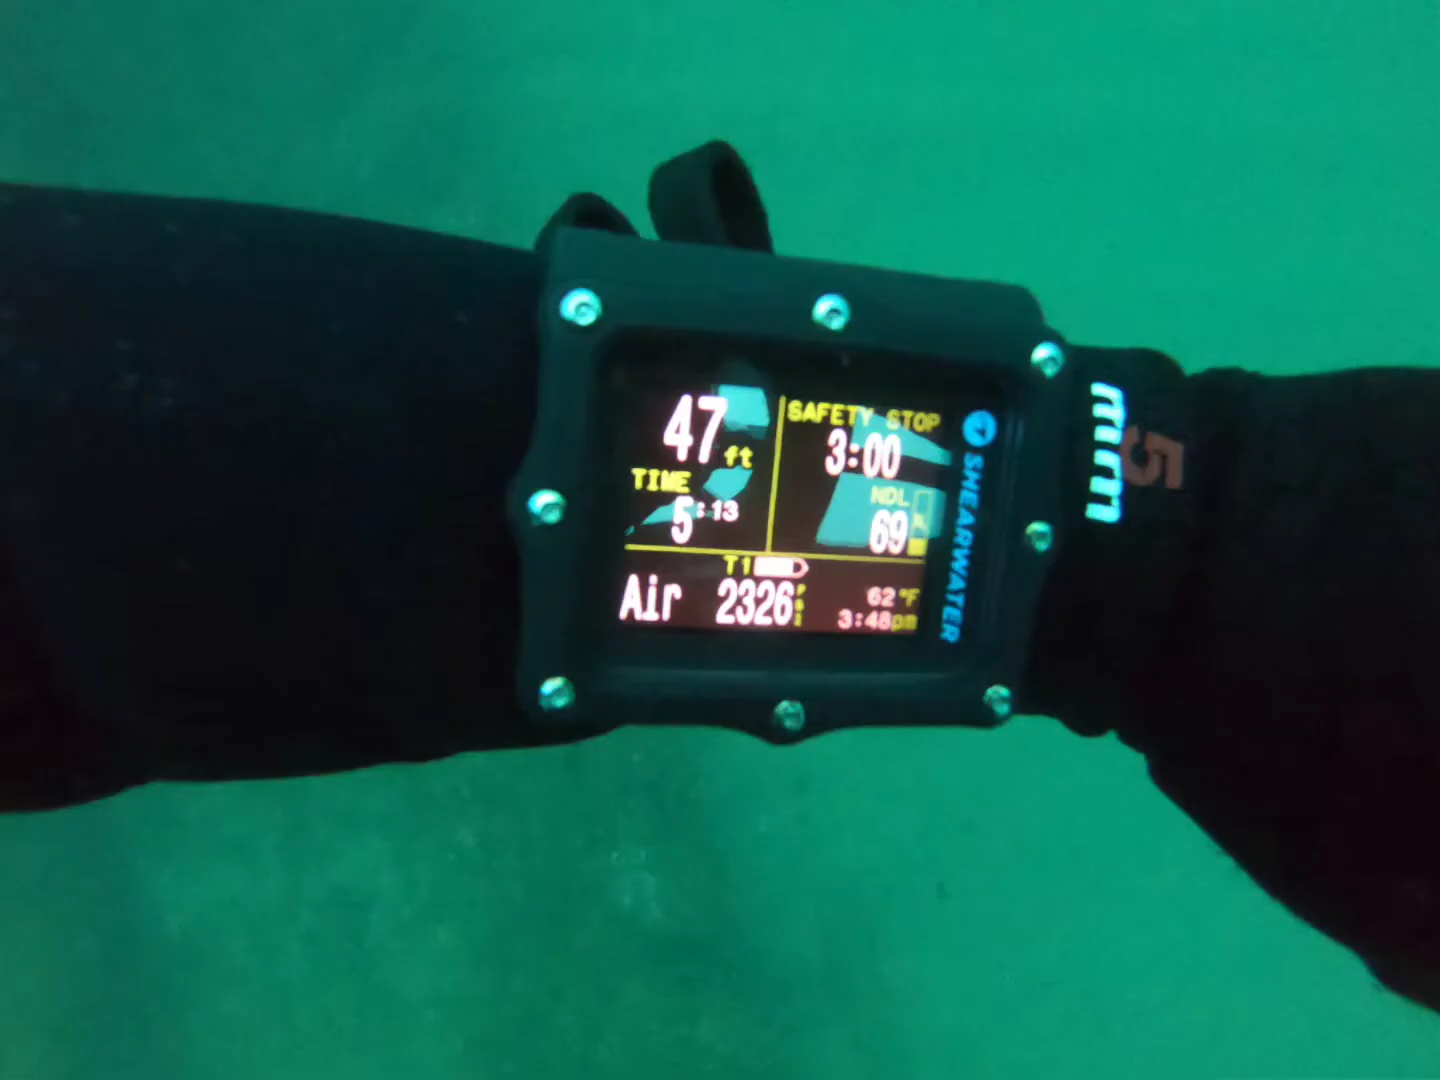 47 ft
TIME
5:13
SAFETY STOP
3:00
NDL
69
T1
Air 2326 PSI
62°F
3:48pm
SHEARWATER
5
mm